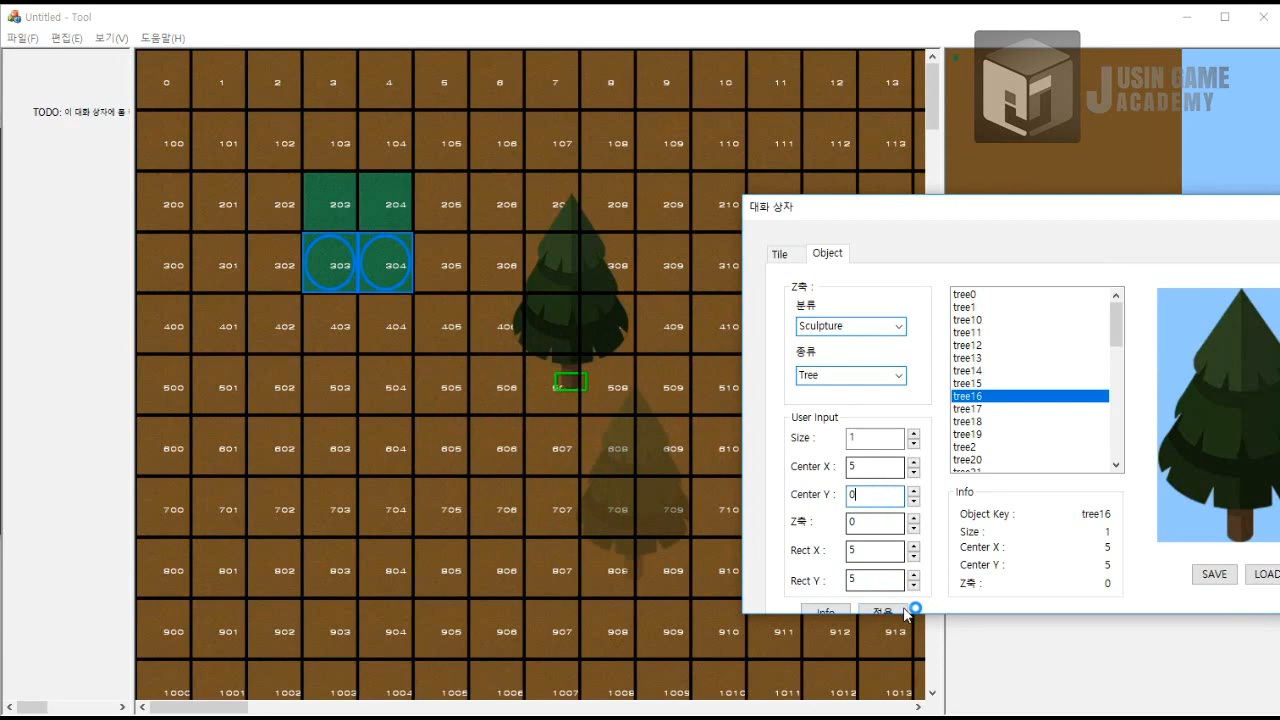 Untitled - Tool
파일(F) 편집(E) 보기(V) 도움말(H)
JUSIN GAME
ACADEMY
TODO: 이 대화 상자에 폼
0 1 2 3 4 5 6 7 8 9 10 11 12 13
100 101 102 103 104 105 106 107 108 109 110 111 112 113
200 201 202 203 204 205 206 207 208 209 210
300 301 302 303 304 305 306 308 309 310
400 401 402 403 404 405 409 410
500 501 502 503 504 505 506 508 509 510
600 601 602 603 604 605 606 607 608 609 610
700 701 702 703 704 705 706 707 708 709 710
800 801 802 803 804 805 806 807 808 809 810
900 901 902 903 904 905 906 907 908 909 910 911 912 913
1000 1001 1002 1003 1004 1005 1006 1007 1008 1009 1010 1011 1012 1013
대화 상자
Tile Object
Z축 :
분류
Sculpture
종류
Tree
User Input
Size : 1
Center X : 5
Center Y : 0
Z축 : 0
Rect X : 5
Rect Y : 5
Info 적용
tree0
tree1
tree10
tree11
tree12
tree13
tree14
tree15
tree16
tree17
tree18
tree19
tree2
tree20
tree21
Info
Object Key : tree16
Size : 1
Center X : 5
Center Y : 5
Z축 : 0
SAVE LOAD